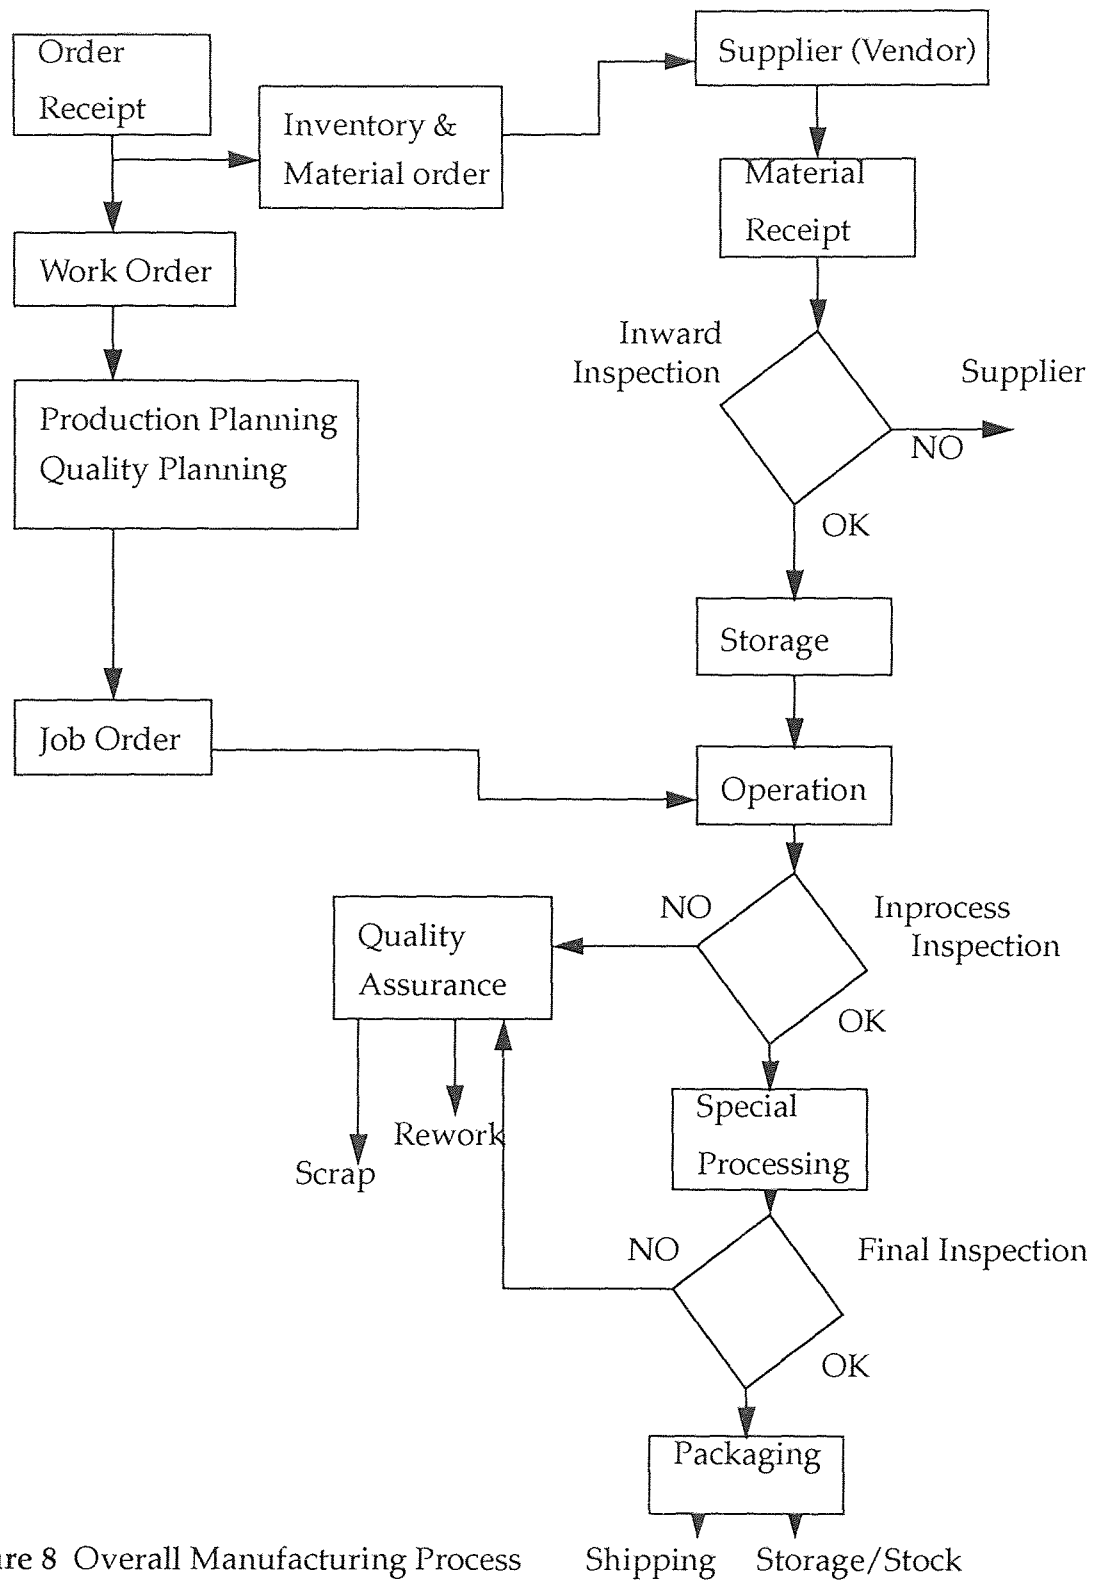 Order
Receipt
Inventory &
Material order
Supplier (Vendor)
Material
Receipt
Work Order
Inward
Inspection
Supplier
NO
OK
Production Planning
Quality Planning
Storage
Job Order
Operation
NO
Inprocess
Inspection
OK
Quality
Assurance
Rework
Scrap
Special
Processing
NO
Final Inspection
OK
Packaging
Shipping
Storage/Stock
re 8 Overall Manufacturing Process